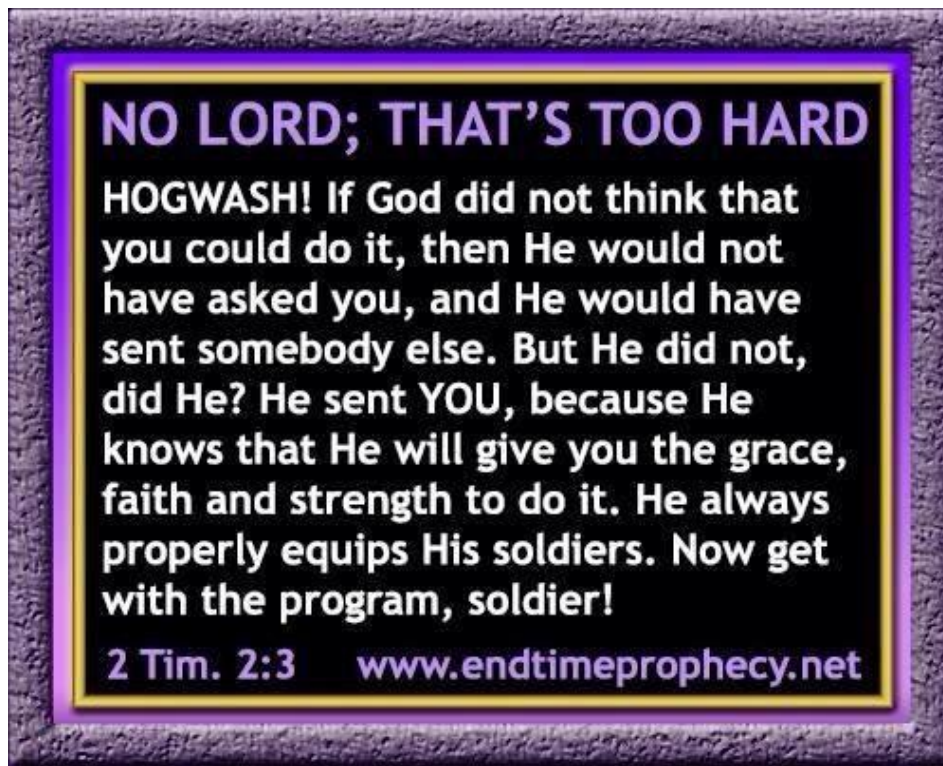 NO LORD; THAT'S TOO HARD
HOGWASH! If God did not think that
you could do it, then He would not
have asked you, and He would have
sent somebody else. But He did not,
did He? He sent YOU, because He
knows that He will give you the grace,
faith and strength to do it. He always
properly equips His soldiers. Now get
with the program, soldier!
2 Tim. 2:3 www.endtimeprophecy.net